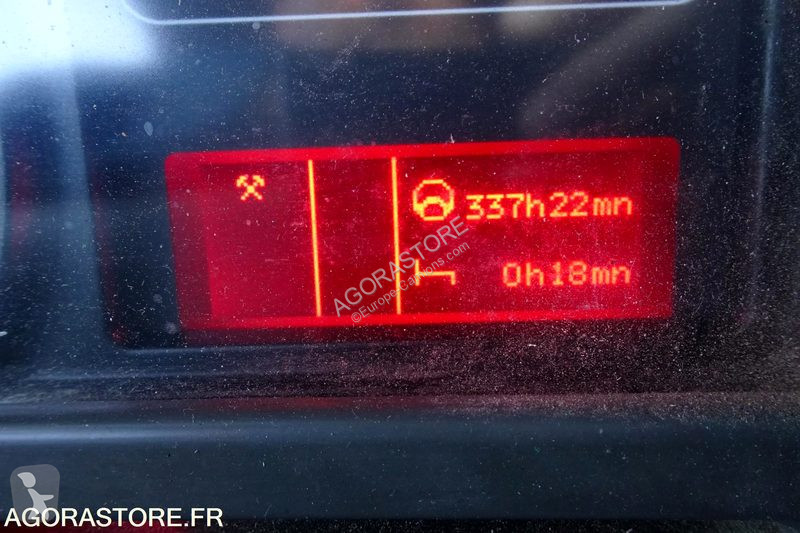 337h22mn
0h18mn
AGORASTORE
©Europe-Camions.com
AGORASTORE.FR